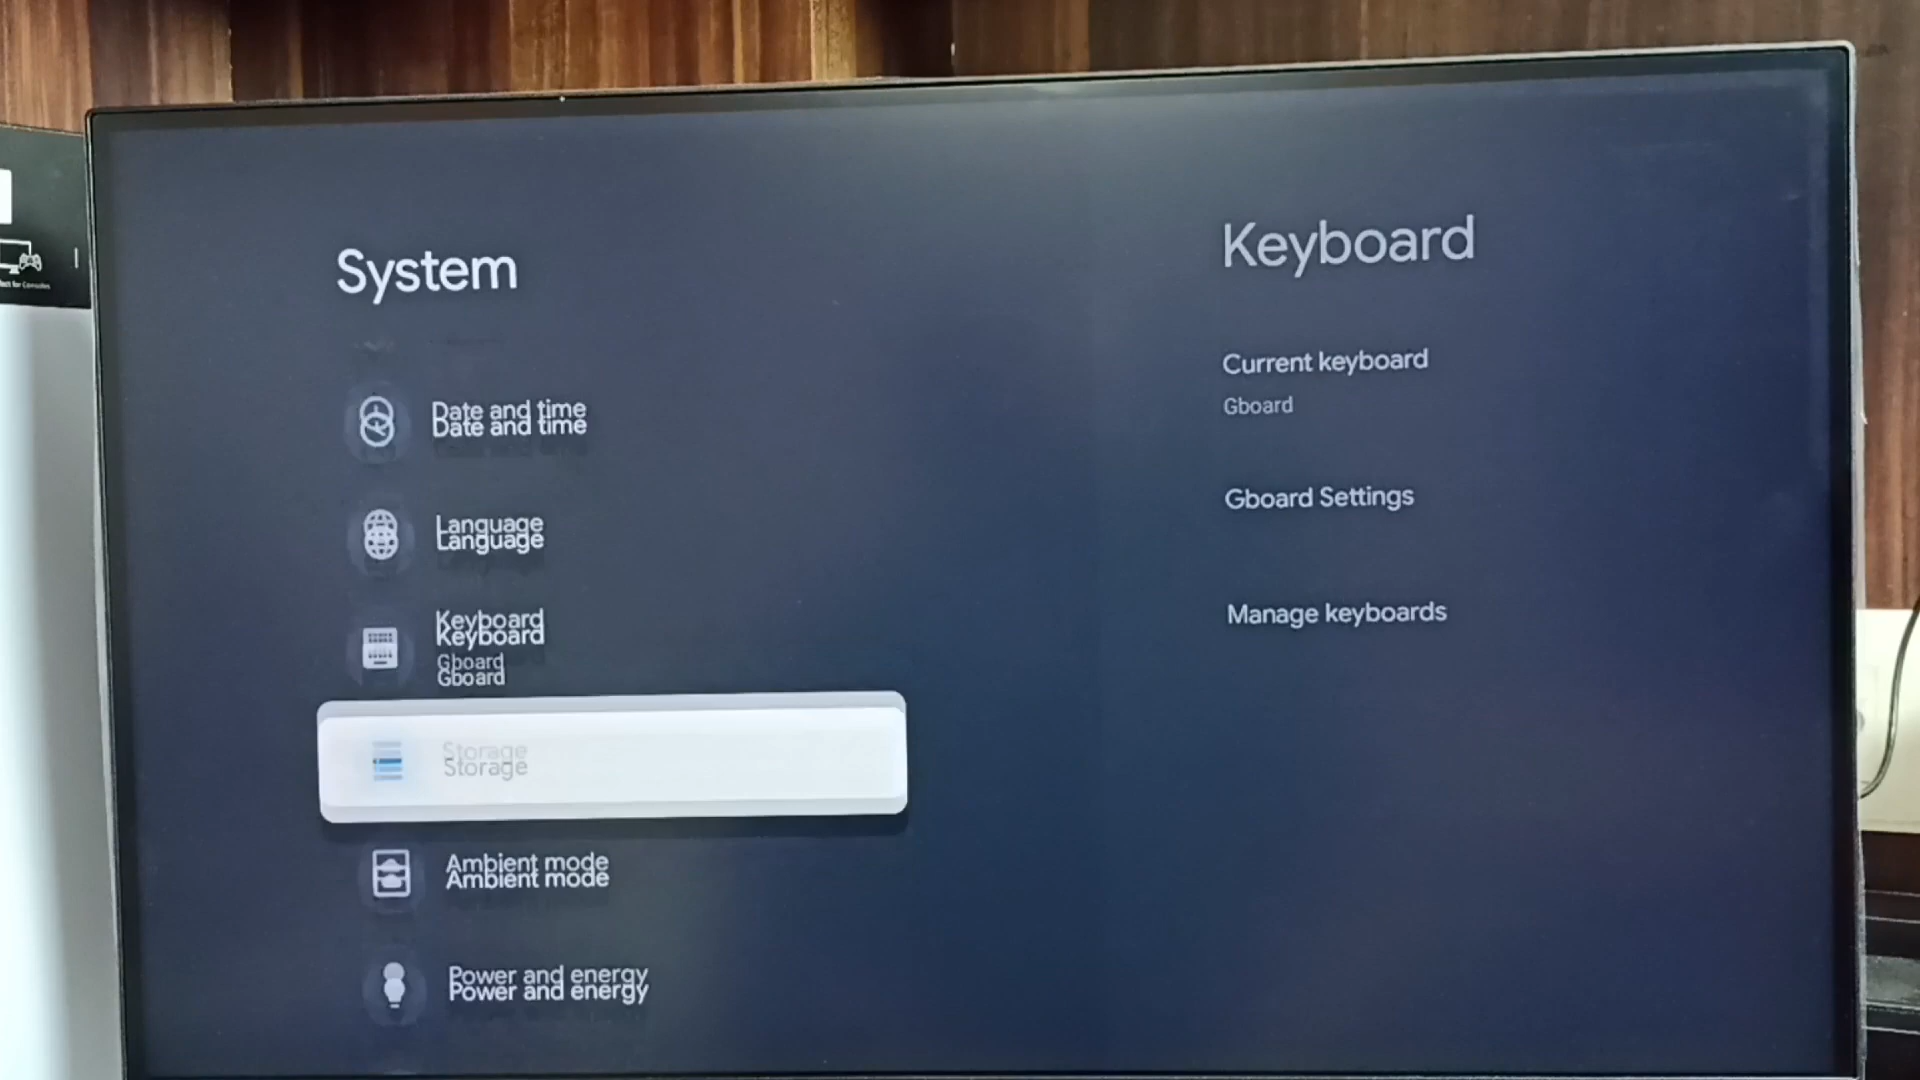 System
Date and time
Language
Keyboard
Gboard
Storage
Ambient mode
Power and energy
Keyboard
Current keyboard
Gboard
Gboard Settings
Manage keyboards